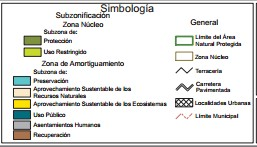 Simbología
Subzonificación
Zona Núcleo
Subzona de:
Protección
Uso Restringido
Zona de Amortiguamiento
Subzona de:
Preservación
Aprovechamiento Sustentable de los
Recursos Naturales
Aprovechamiento Sustentable de los Ecosistemas
Uso Público
Asentamientos Humanos
Recuperación
General
Límite del Área
Natural Protegida
Zona Núcleo
Terracería
Carretera
Pavimentada
Localidades Urbanas
Límite Municipal